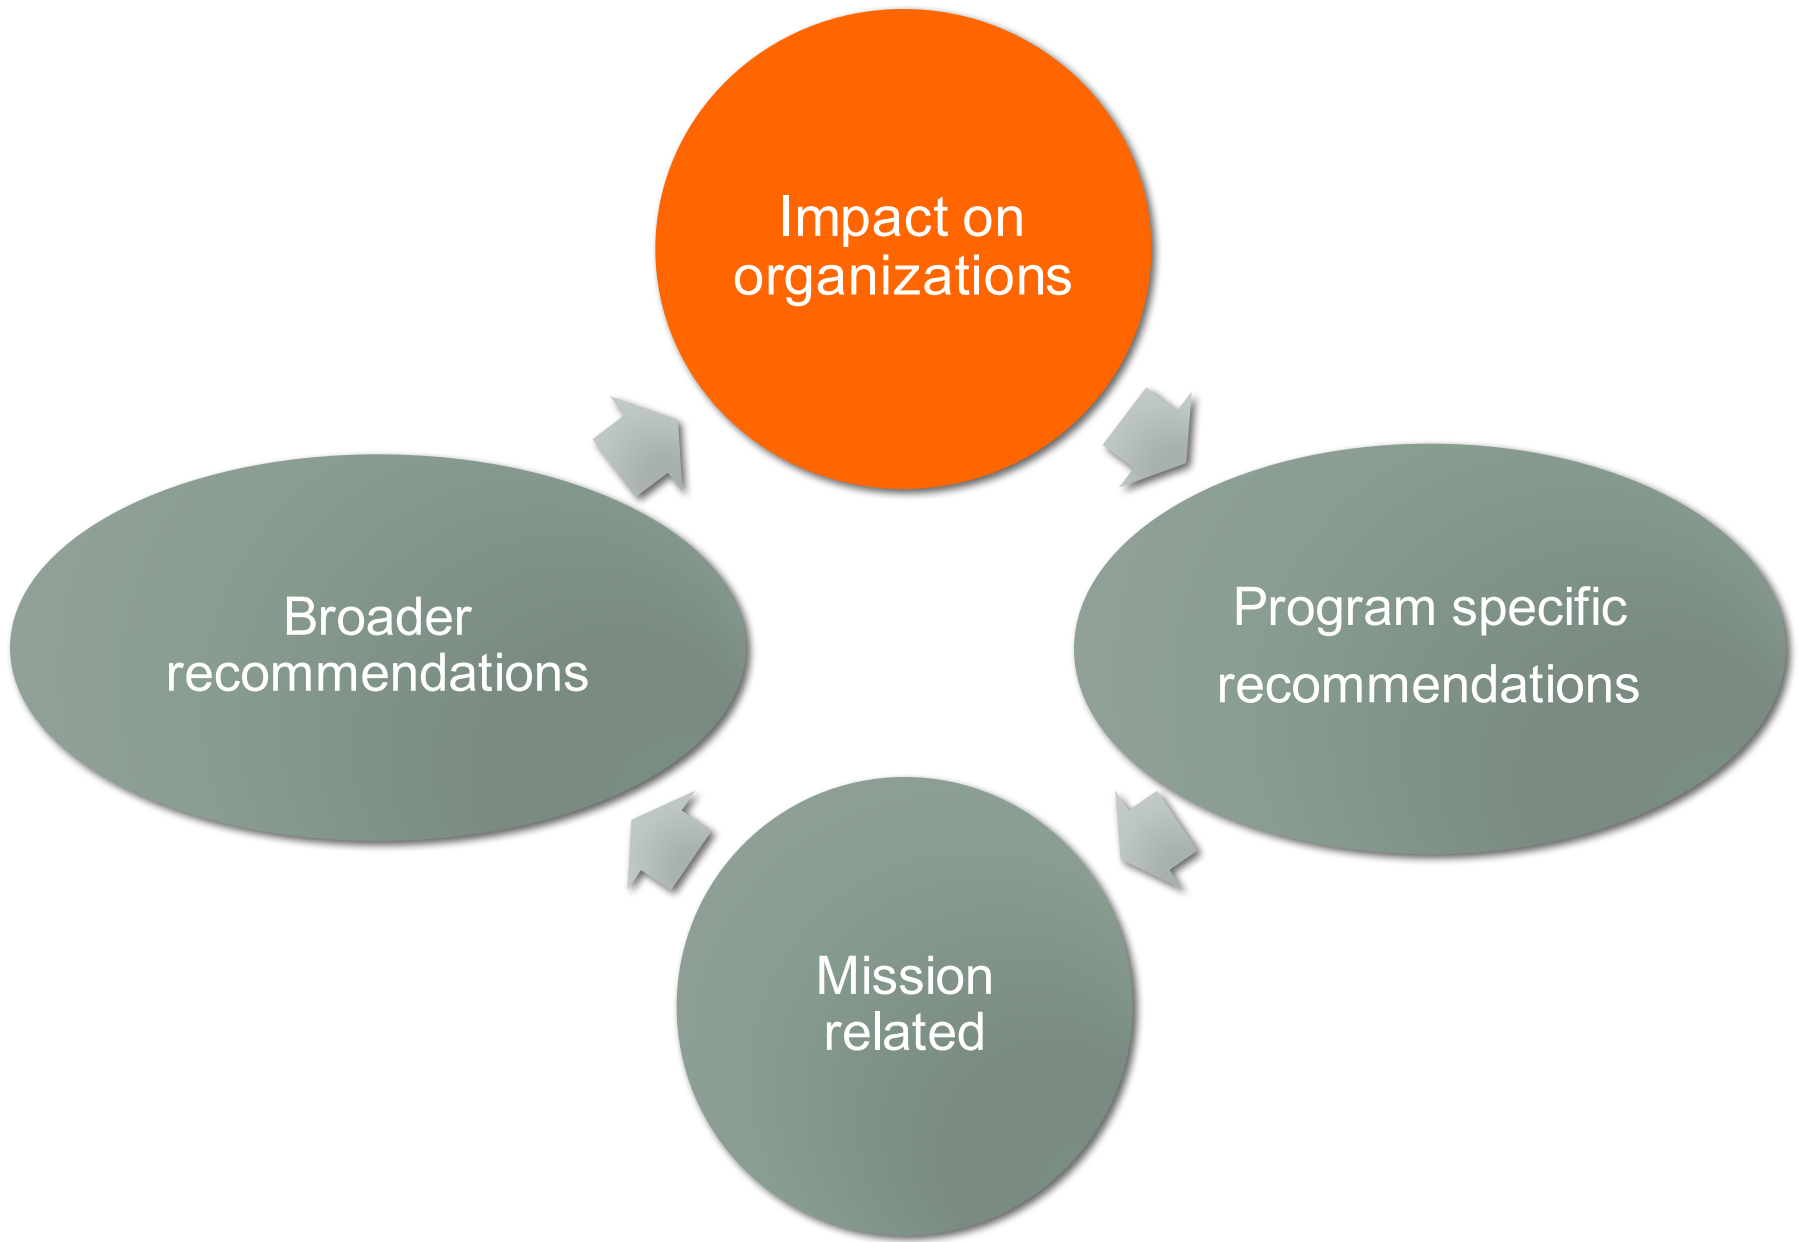 Impact on
organizations
Broader
recommendations
Program specific
recommendations
Mission
related